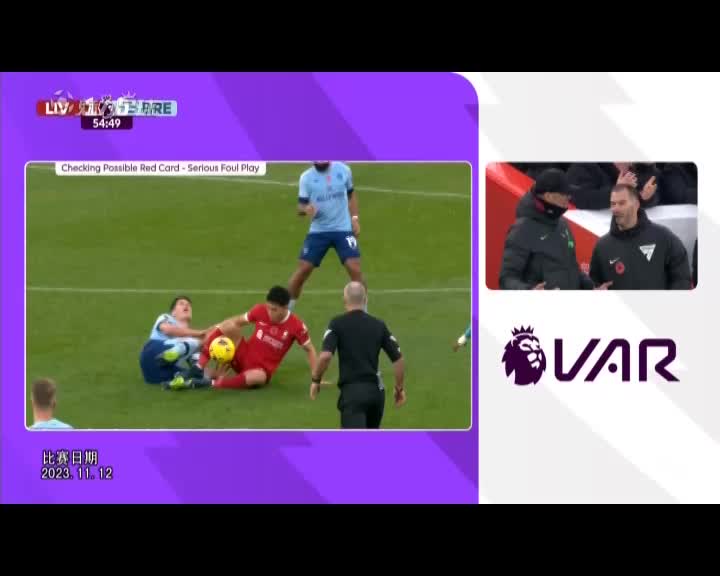 LIV
BRE
54:49
Checking Possible Red Card - Serious Foul Play
VAR
比赛日期
2023.11.12